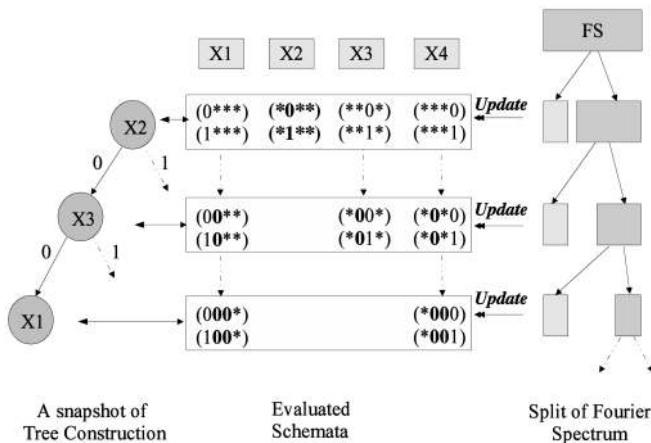 FS
X1 X2 X3 X4
(0***) (*0**) (**0*) (***0) Update
X2 (1***) (*1**) (**1*) (***1)
0 1
X3 (00**) (*00*) (*0*0) Update
(10**) (*01*) (*0*1)
0 1
X1 (000*) (*000) Update
(100*) (*001)
A snapshot of Evaluated Split of Fourier
Tree Construction Schemata Spectrum